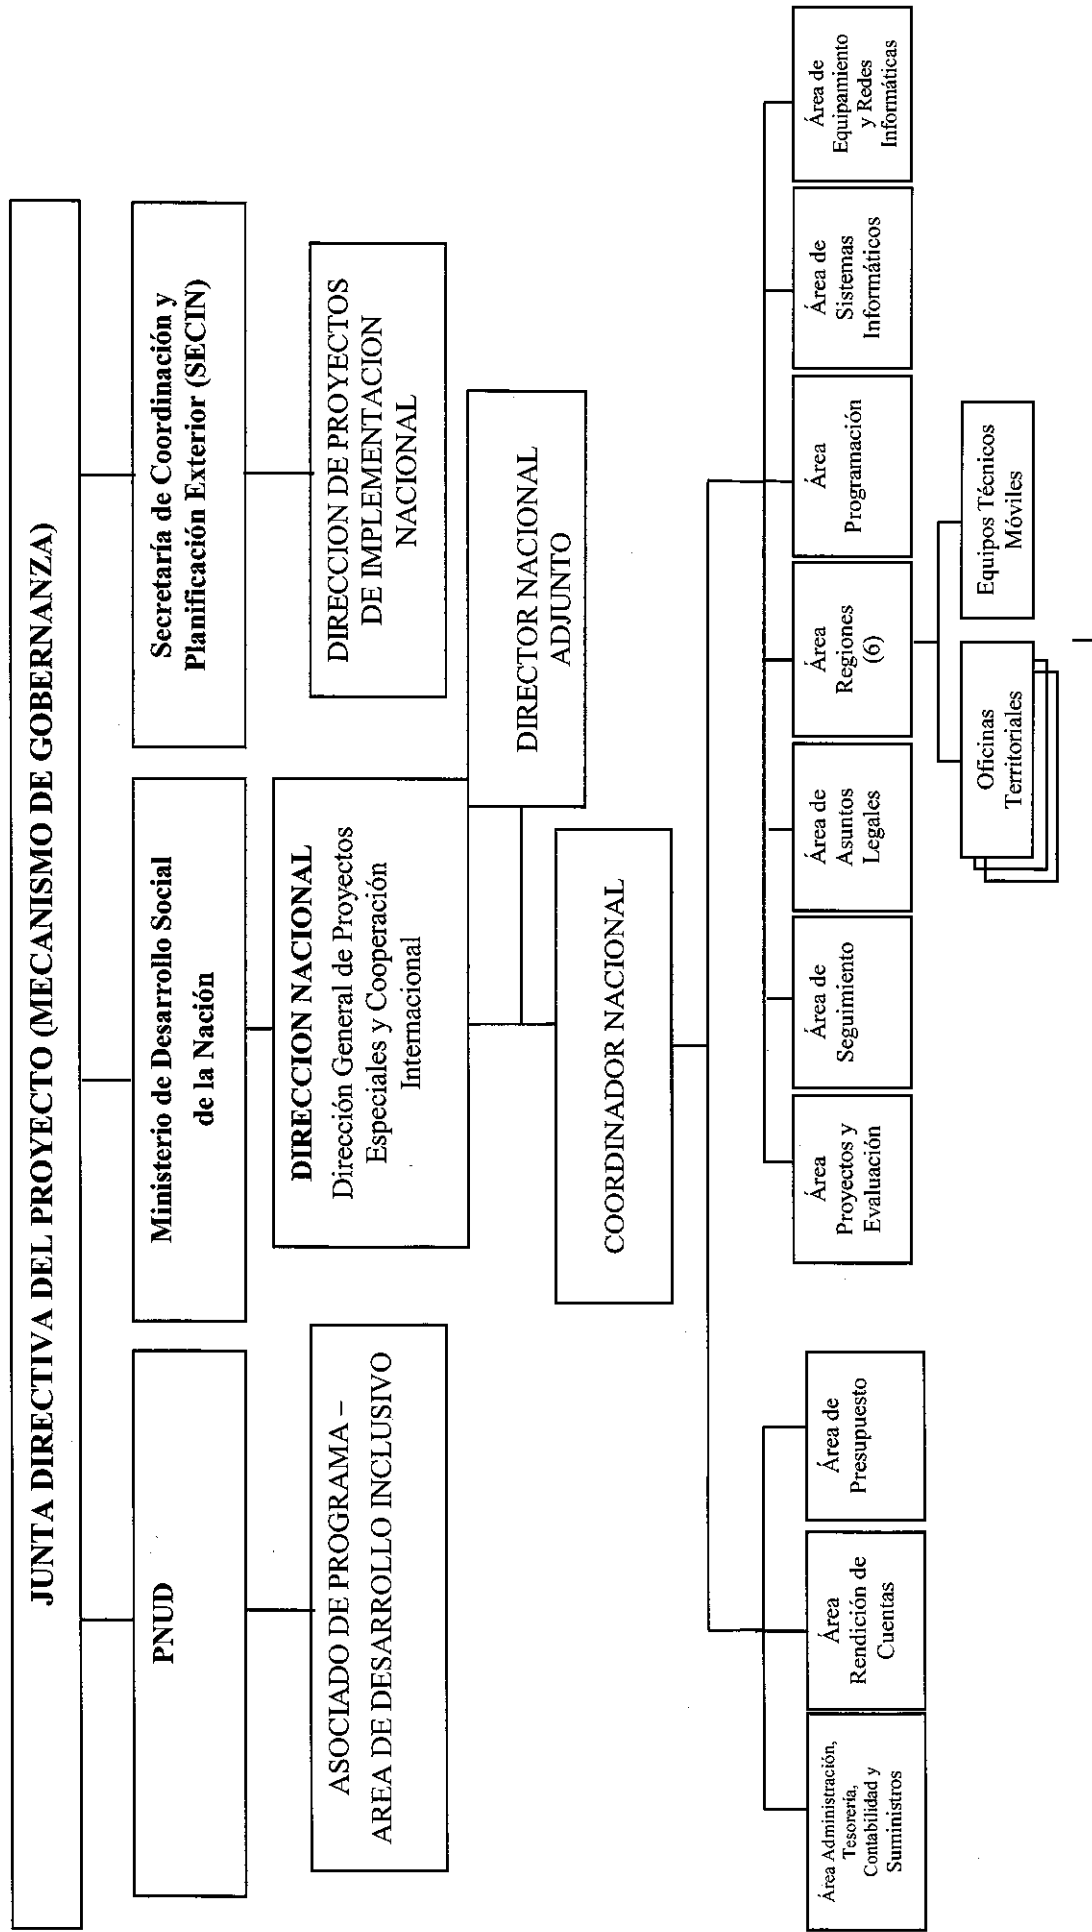 JUNTA DIRECTIVA DEL PROYECTO (MECANISMO DE GOBERNANZA)
PNUD
Ministerio de Desarrollo Social
de la Nación
Secretaría de Coordinación y
Planificación Exterior (SECIN)
ASOCIADO DE PROGRAMA –
AREA DE DESARROLLO INCLUSIVO
DIRECCION NACIONAL
Dirección General de Proyectos
Especiales y Cooperación
Internacional
DIRECCION DE PROYECTOS
DE IMPLEMENTACION
NACIONAL
DIRECTOR NACIONAL
ADJUNTO
COORDINADOR NACIONAL
Área Administración,
Tesorería,
Contabilidad y
Suministros
Área
Rendición de
Cuentas
Área de
Presupuesto
Área
Proyectos y
Evaluación
Área de
Seguimiento
Área de
Asuntos
Legales
Área
Regiones
(6)
Área
Programación
Área de
Sistemas
Informáticos
Área de
Equipamiento
y Redes
Informáticas
Oficinas
Territoriales
Equipos Técnicos
Móviles